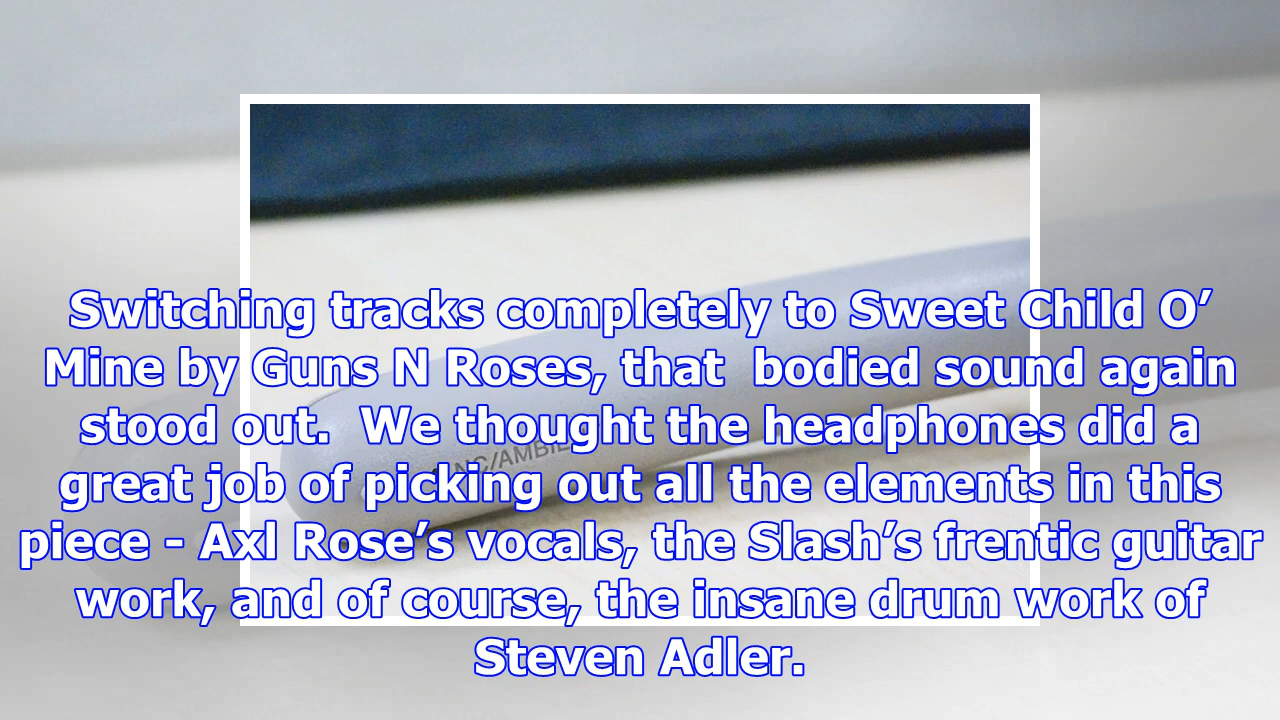 Switching tracks completely to Sweet Child O’
Mine by Guns N Roses, that  bodied sound again
stood out.  We thought the headphones did a
great job of picking out all the elements in this
piece - Axl Rose’s vocals, the Slash’s frentic guitar
work, and of course, the insane drum work of
Steven Adler.